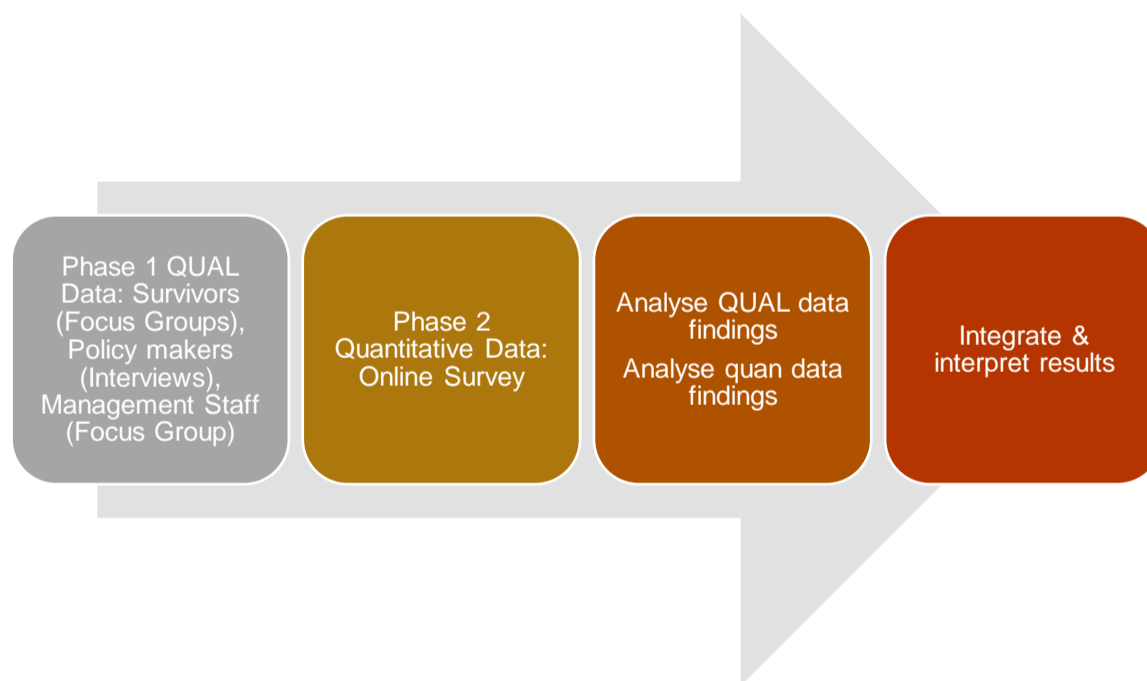 Phase 1 QUAL
Data: Survivors
(Focus Groups),
Policy makers
(Interviews),
Management Staff
(Focus Group)
Phase 2
Quantitative Data:
Online Survey
Analyse QUAL data
findings
Analyse quan data
findings
Integrate &
interpret results